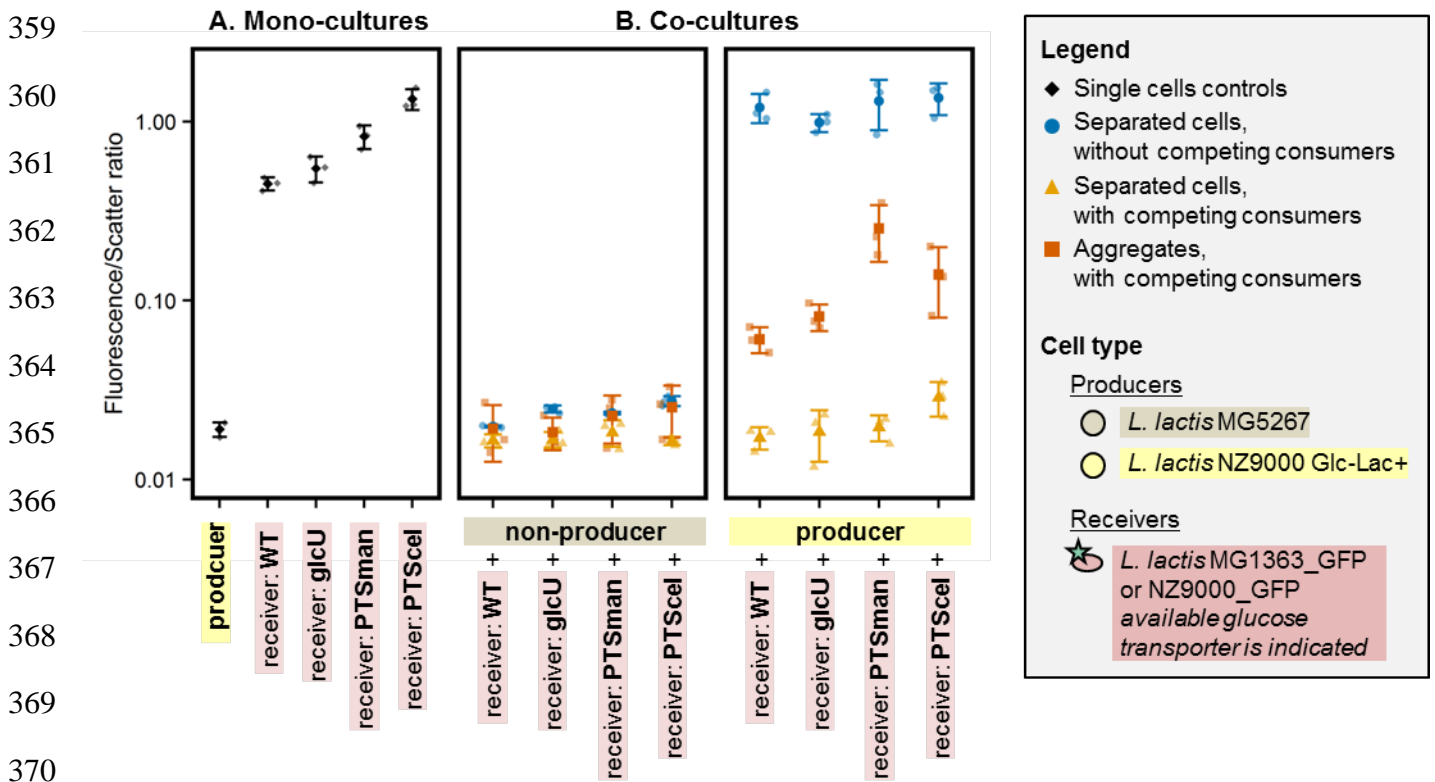 359
360
361
362
363
364
365
366
367
368
369
370
A. Mono-cultures
B. Co-cultures
Fluorescence/Scatter ratio
1.00
0.10
0.01
prodcuer
receiver: WT
receiver: glcU
receiver: PTSman
receiver: PTScel
non-producer
+
+
+
+
receiver: WT
receiver: glcU
receiver: PTSman
receiver: PTScel
producer
+
+
+
+
receiver: WT
receiver: glcU
receiver: PTSman
receiver: PTScel
Legend
Single cells controls
Separated cells,
without competing consumers
Separated cells,
with competing consumers
Aggregates,
with competing consumers
Cell type
Producers
L. lactis MG5267
L. lactis NZ9000 Glc-Lac+
Receivers
L. lactis MG1363_GFP
or NZ9000_GFP
available glucose
transporter is indicated